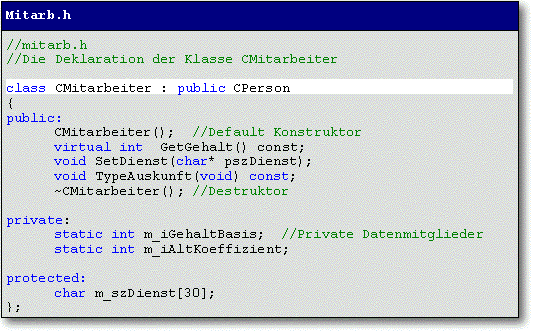 Mitarb.h
//mitarb.h
//Die Deklaration der Klasse CMitarbeiter
class CMitarbeiter : public CPerson
{
public:
CMitarbeiter(); //Default Konstruktor
virtual int GetGehalt() const;
void SetDienst(char* pszDienst);
void TypeAuskunft(void) const;
~CMitarbeiter(); //Destruktor
private:
static int m_iGehaltBasis; //Private Datenmitglieder
static int m_iAltKoeffizient;
protected:
char m_szDienst[30];
};